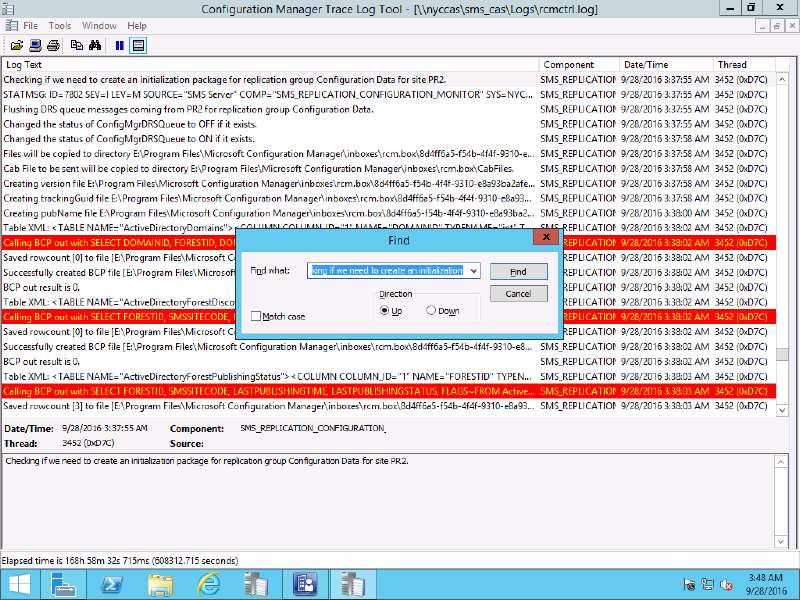 Configuration Manager Trace Log Tool - [\\nyccas\sms_cas\Logs\rcmctrl.log]
File Tools Window Help
Log Text Component Date/Time Thread
Checking if we need to create an initialization package for replication group Configuration Data for site PR2. SMS_REPLICATION 9/28/2016 3:37:55 AM 3452 (0xD7C)
STATMSG: ID=7802 SEV=I LEV=M SOURCE="SMS Server" COMP="SMS_REPLICATION_CONFIGURATION_MONITOR" SYS=NYC... SMS_REPLICATION 9/28/2016 3:37:55 AM 3452 (0xD7C)
Flushing DRS queue messages coming from PR2 for replication group Configuration Data. SMS_REPLICATION 9/28/2016 3:37:55 AM 3452 (0xD7C)
Changed the status of ConfigMgrDRSQueue to OFF if it exists. SMS_REPLICATION 9/28/2016 3:37:55 AM 3452 (0xD7C)
Changed the status of ConfigMgrDRSQueue to ON if it exists. SMS_REPLICATION 9/28/2016 3:37:58 AM 3452 (0xD7C)
Files will be copied to directory E:\Program Files\Microsoft Configuration Manager\inboxes\rcm.box\8d4ff6a5-f54b-4f4f-9310-e... SMS_REPLICATION 9/28/2016 3:37:58 AM 3452 (0xD7C)
Cab File to be sent will be copied to directory E:\Program Files\Microsoft Configuration Manager\inboxes\rcm.box\CabFiles. SMS_REPLICATION 9/28/2016 3:37:58 AM 3452 (0xD7C)
Creating version file E:\Program Files\Microsoft Configuration Manager\inboxes\rcm.box\8d4ff6a5-f54b-4f4f-9310-e8a93ba2afe... SMS_REPLICATION 9/28/2016 3:37:58 AM 3452 (0xD7C)
Creating trackingGuid file E:\Program Files\Microsoft Configuration Manager\inboxes\rcm.box\8d4ff6a5-f54b-4f4f-9310-e8a93... SMS_REPLICATION 9/28/2016 3:37:58 AM 3452 (0xD7C)
Creating pubName file E:\Program Files\Microsoft Configuration Manager\inboxes\rcm.box\8d4ff6a5-f54b-4f4f-9310-e8a93ba2... SMS_REPLICATION 9/28/2016 3:38:00 AM 3452 (0xD7C)
Table XML: <TABLE NAME="ActiveDirectoryDomains"><COLUMN COLUMN_ID="1" NAME="DOMAINID" TYPENAME="int" T... SMS_REPLICATION 9/28/2016 3:38:00 AM 3452 (0xD7C)
Calling BCP out with SELECT DOMAINID, FORESTID, DOM SMS_REPLICATION 9/28/2016 3:38:02 AM 3452 (0xD7C)
Saved rowcount [0] to file [E:\Program Files\Microsoft SMS_REPLICATION 9/28/2016 3:38:02 AM 3452 (0xD7C)
Successfully created BCP file [E:\Program Files\Microsoft SMS_REPLICATION 9/28/2016 3:38:02 AM 3452 (0xD7C)
BCP out result is 0. SMS_REPLICATION 9/28/2016 3:38:02 AM 3452 (0xD7C)
Table XML: <TABLE NAME="ActiveDirectoryForestDisco SMS_REPLICATION 9/28/2016 3:38:02 AM 3452 (0xD7C)
Calling BCP out with SELECT FORESTID, SMSSITECODE, SMS_REPLICATION 9/28/2016 3:38:02 AM 3452 (0xD7C)
Saved rowcount [0] to file [E:\Program Files\Microsoft C SMS_REPLICATION 9/28/2016 3:38:02 AM 3452 (0xD7C)
Successfully created BCP file [E:\Program Files\Microsoft Configuration Manager\inboxes\rcm.box\8d4ff6a5-f54b-4f4f-9310-e8... SMS_REPLICATION 9/28/2016 3:38:02 AM 3452 (0xD7C)
BCP out result is 0. SMS_REPLICATION 9/28/2016 3:38:02 AM 3452 (0xD7C)
Table XML: <TABLE NAME="ActiveDirectoryForestPublishingStatus"><COLUMN COLUMN_ID="1" NAME="FORESTID" TYPEN... SMS_REPLICATION 9/28/2016 3:38:03 AM 3452 (0xD7C)
Calling BCP out with SELECT FORESTID, SMSSITECODE, LASTPUBLISHINGTIME, LASTPUBLISHINGSTATUS, FLAGS~FROM Active... SMS_REPLICATION 9/28/2016 3:38:03 AM 3452 (0xD7C)
Saved rowcount [3] to file [E:\Program Files\Microsoft Configuration Manager\inboxes\rcm.box\8d4ff6a5-f54b-4f4f-9310-e8a93... SMS_REPLICATION 9/28/2016 3:38:03 AM 3452 (0xD7C)
Find
Find what: king if we need to create an initialization Find
Direction Cancel
Match case Up Down
Date/Time: 9/28/2016 3:37:55 AM Component: SMS_REPLICATION_CONFIGURATION_
Thread: 3452 (0xD7C) Source:
Checking if we need to create an initialization package for replication group Configuration Data for site PR2.
Elapsed time is 168h 58m 32s 715ms (608312.715 seconds)
3:48 AM
9/28/2016